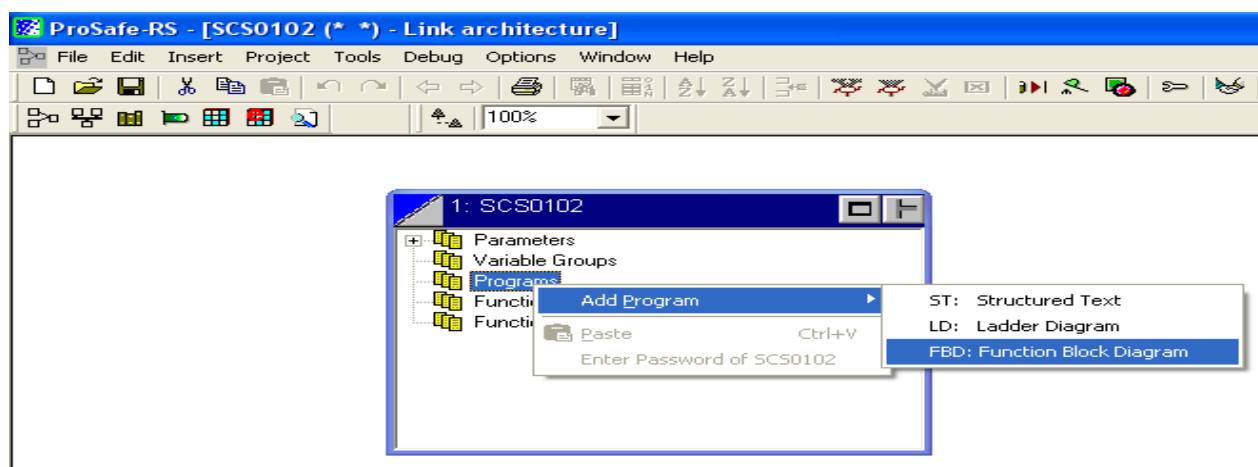 ProSafe-RS - [SCS0102 (* *) - Link architecture]
File Edit Insert Project Tools Debug Options Window Help
100%
1: SCS0102
Parameters
Variable Groups
Programs
Functi
Functi
Add Program
Paste Ctrl+V
Enter Password of SCS0102
ST: Structured Text
LD: Ladder Diagram
FBD: Function Block Diagram